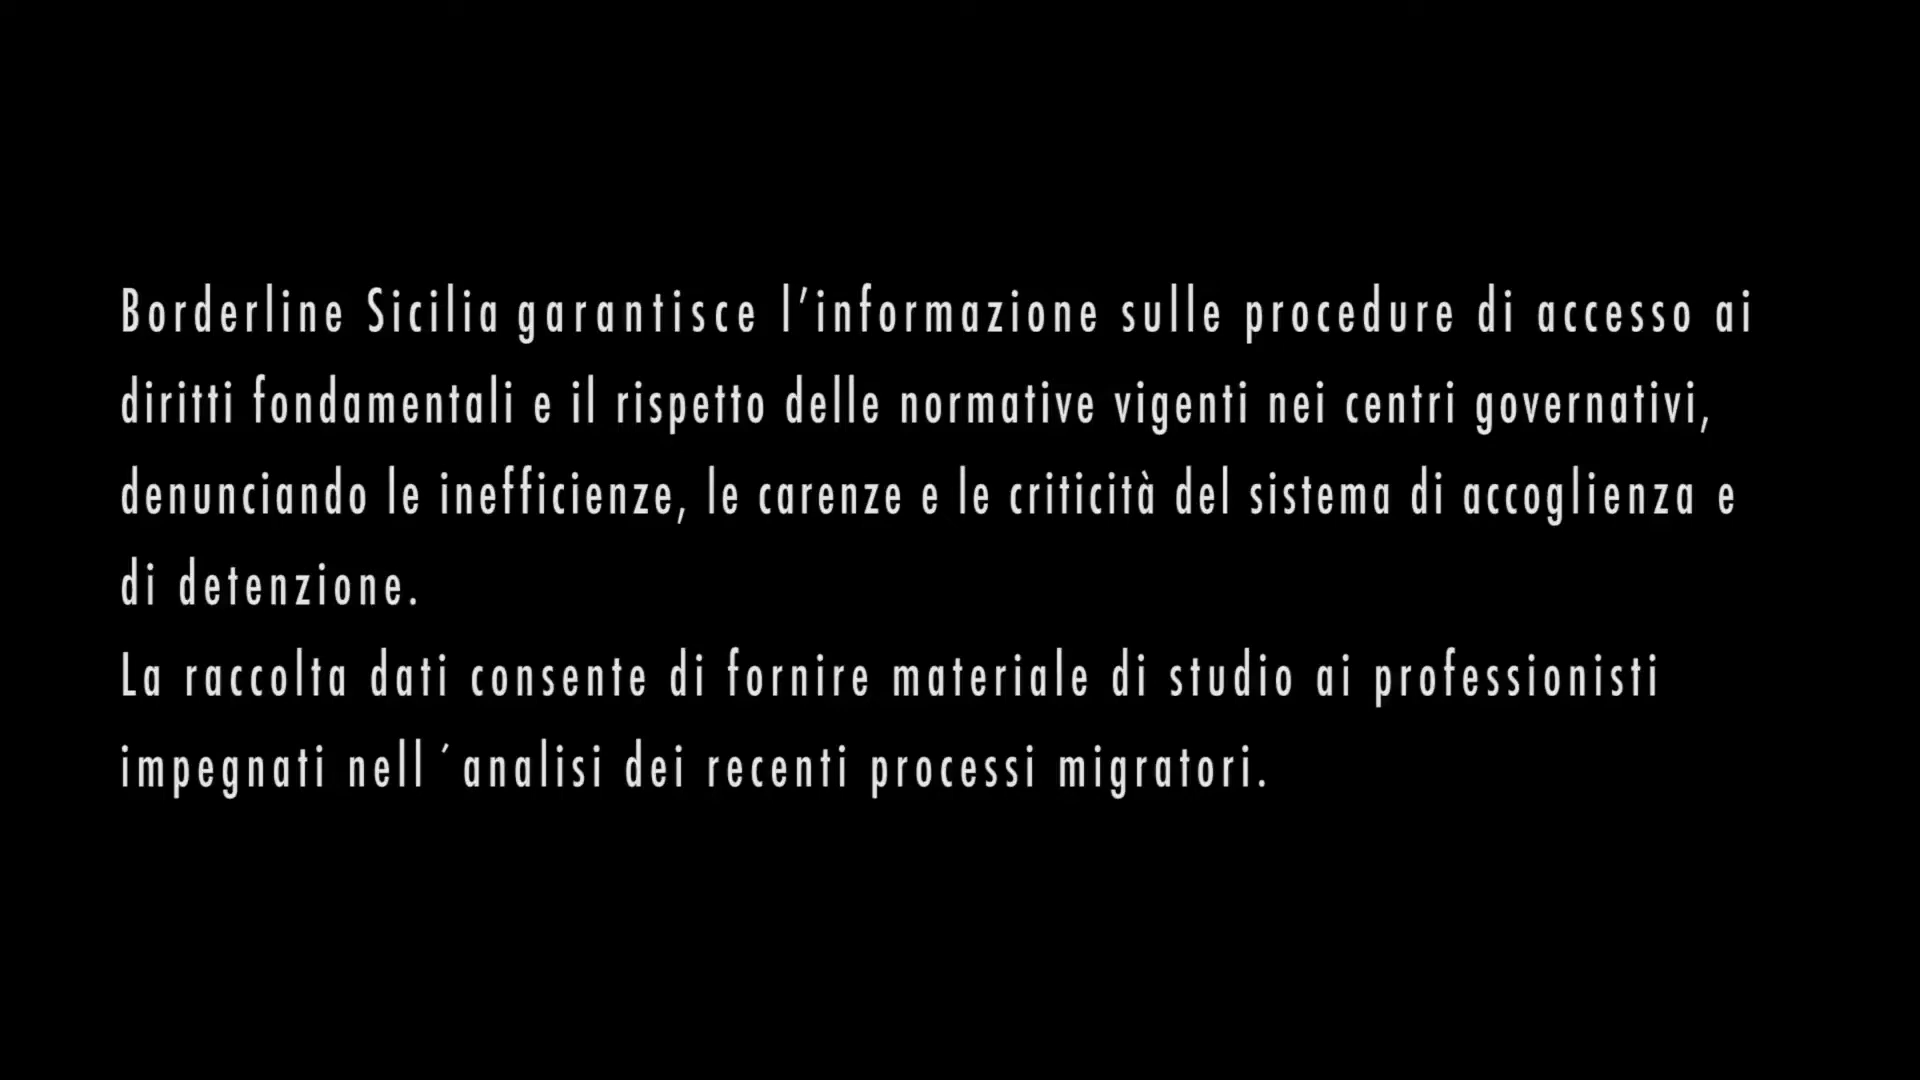 Borderline Sicilia garantisce l’informazione sulle procedure di accesso ai
diritti fondamentali e il rispetto delle normative vigenti nei centri governativi,
denunciando le inefficienze, le carenze e le criticità del sistema di accoglienza e
di detenzione.
La raccolta dati consente di fornire materiale di studio ai professionisti
impegnati nell´analisi dei recenti processi migratori.